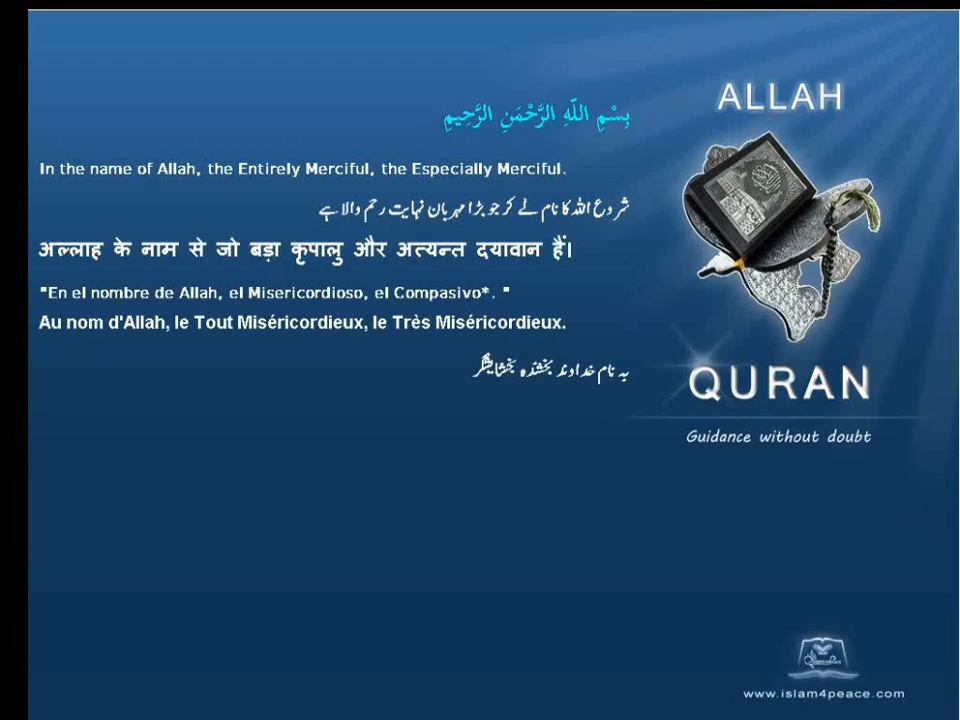 بِسْمِ اللَّهِ الرَّحْمَنِ الرَّحِيمِ
In the name of Allah, the Entirely Merciful, the Especially Merciful.
شروع الله کا نام لے کر جو بڑا مہربان نہایت رحم والا ہے
अल्लाह के नाम से जो बड़ा कृपालु और अत्यन्त दयावान हैं।
"En el nombre de Allah, el Misericordioso, el Compasivo*. "
Au nom d'Allah, le Tout Miséricordieux, le Très Miséricordieux.
به نام خداوند بخشنده بخشایشگر
ALLAH
QURAN
Guidance without doubt
www.islam4peace.com